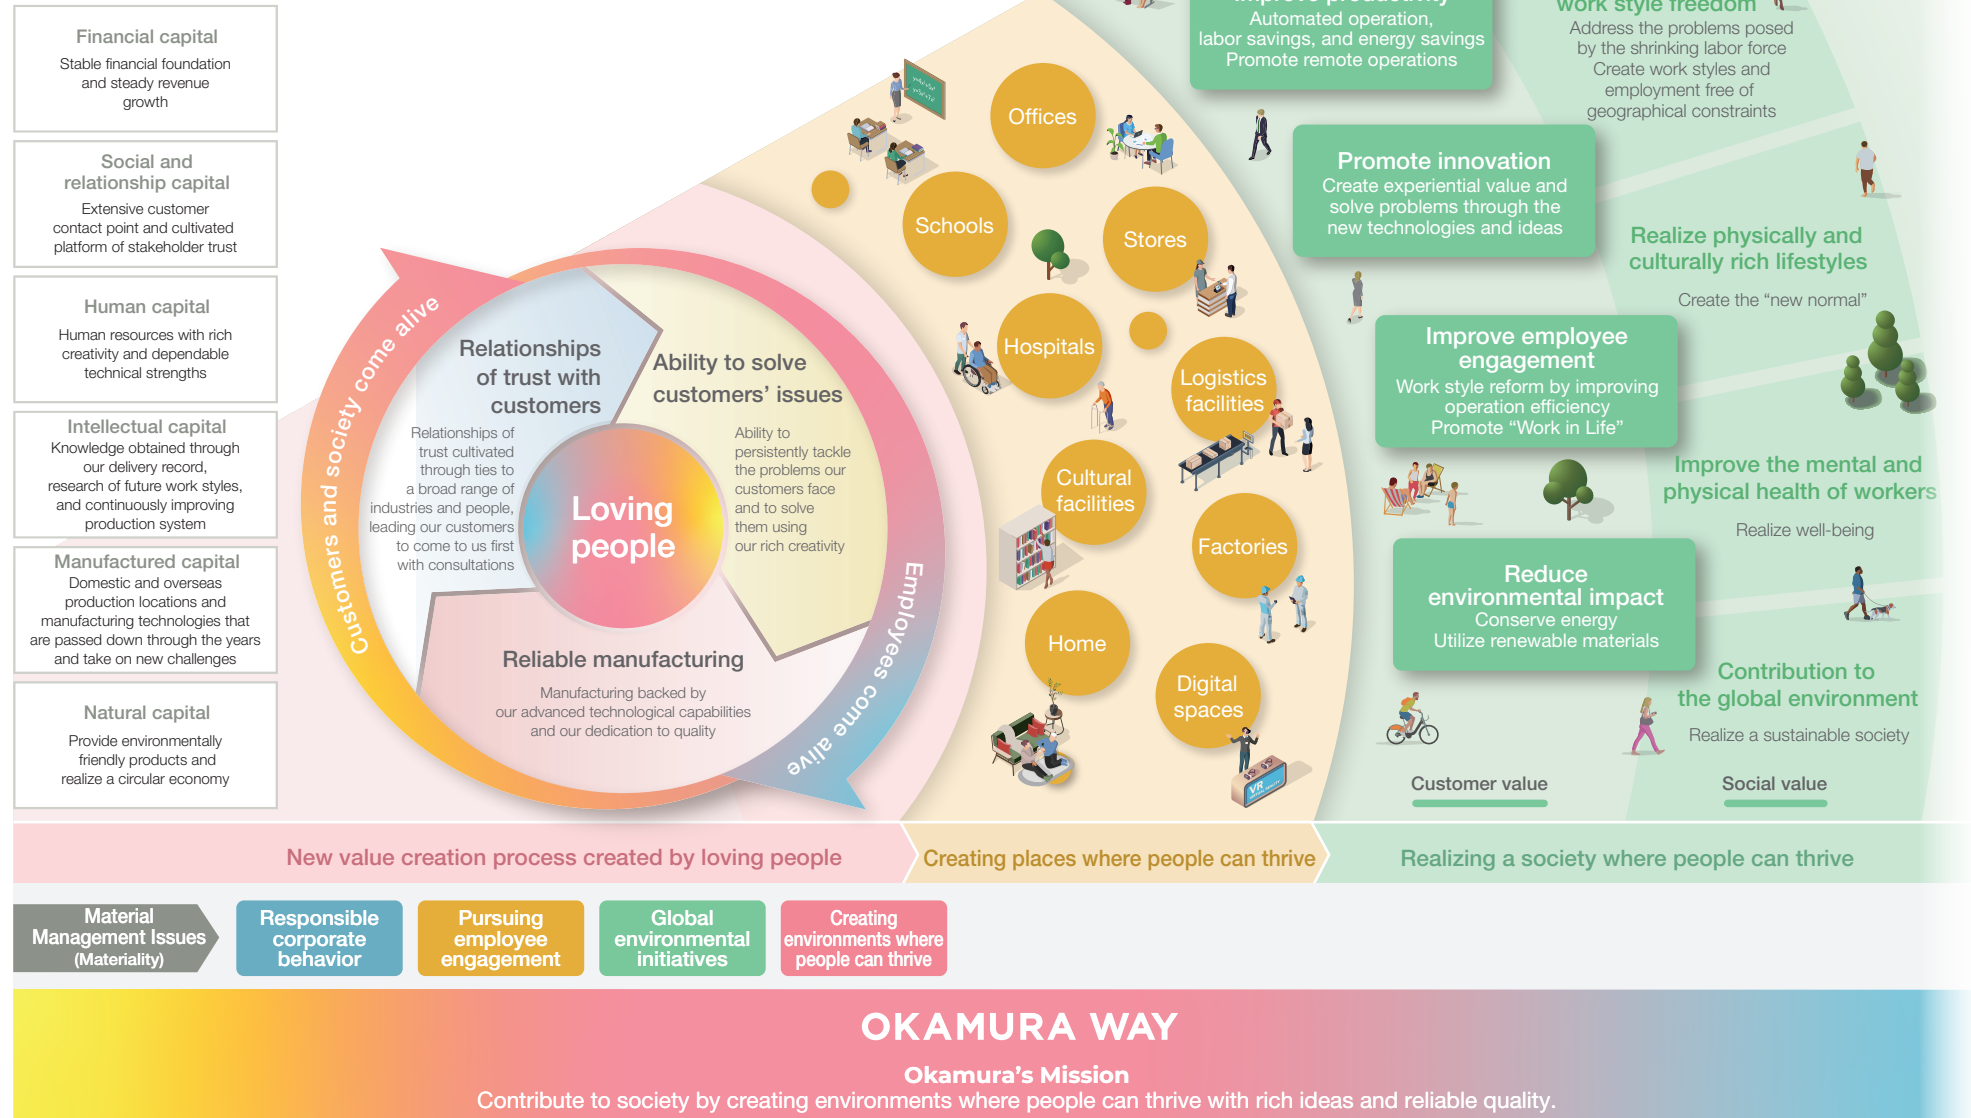 Financial capital
Stable financial foundation
and steady revenue
growth
Social and
relationship capital
Extensive customer
contact point and cultivated
platform of stakeholder trust
Human capital
Human resources with rich
creativity and dependable
technical strengths
Intellectual capital
Knowledge obtained through
our delivery record,
research of future work styles,
and continuously improving
production system
Manufactured capital
Domestic and overseas
production locations and
manufacturing technologies that
are passed down through the years
and take on new challenges
Natural capital
Provide environmentally
friendly products and
realize a circular economy
Customers and society come alive
Employees come alive
Relationships
of trust with
customers
Relationships of
trust cultivated
through ties to
a broad range of
industries and people,
leading our customers
to come to us first
with consultations
Ability to solve
customers’ issues
Ability to
persistently tackle
the problems our
customers face
and to solve
them using
our rich creativity
Loving
people
Reliable manufacturing
Manufacturing backed by
our advanced technological capabilities
and our dedication to quality
Offices
Schools
Stores
Hospitals
Logistics
facilities
Cultural
facilities
Factories
Home
Digital
spaces
VR
Improve productivity
Automated operation,
labor savings, and energy savings
Promote remote operations
Promote innovation
Create experiential value and
solve problems through the
new technologies and ideas
Improve employee
engagement
Work style reform by improving
operation efficiency
Promote “Work in Life”
Reduce
environmental impact
Conserve energy
Utilize renewable materials
Customer value
work style freedom
Address the problems posed
by the shrinking labor force
Create work styles and
employment free of
geographical constraints
Realize physically and
culturally rich lifestyles
Create the “new normal”
Improve the mental and
physical health of workers
Realize well-being
Contribution to
the global environment
Realize a sustainable society
Social value
New value creation process created by loving people
Creating places where people can thrive
Realizing a society where people can thrive
Material
Management Issues
(Materiality)
Responsible
corporate
behavior
Pursuing
employee
engagement
Global
environmental
initiatives
Creating
environments where
people can thrive
OKAMURA WAY
Okamura’s Mission
Contribute to society by creating environments where people can thrive with rich ideas and reliable quality.